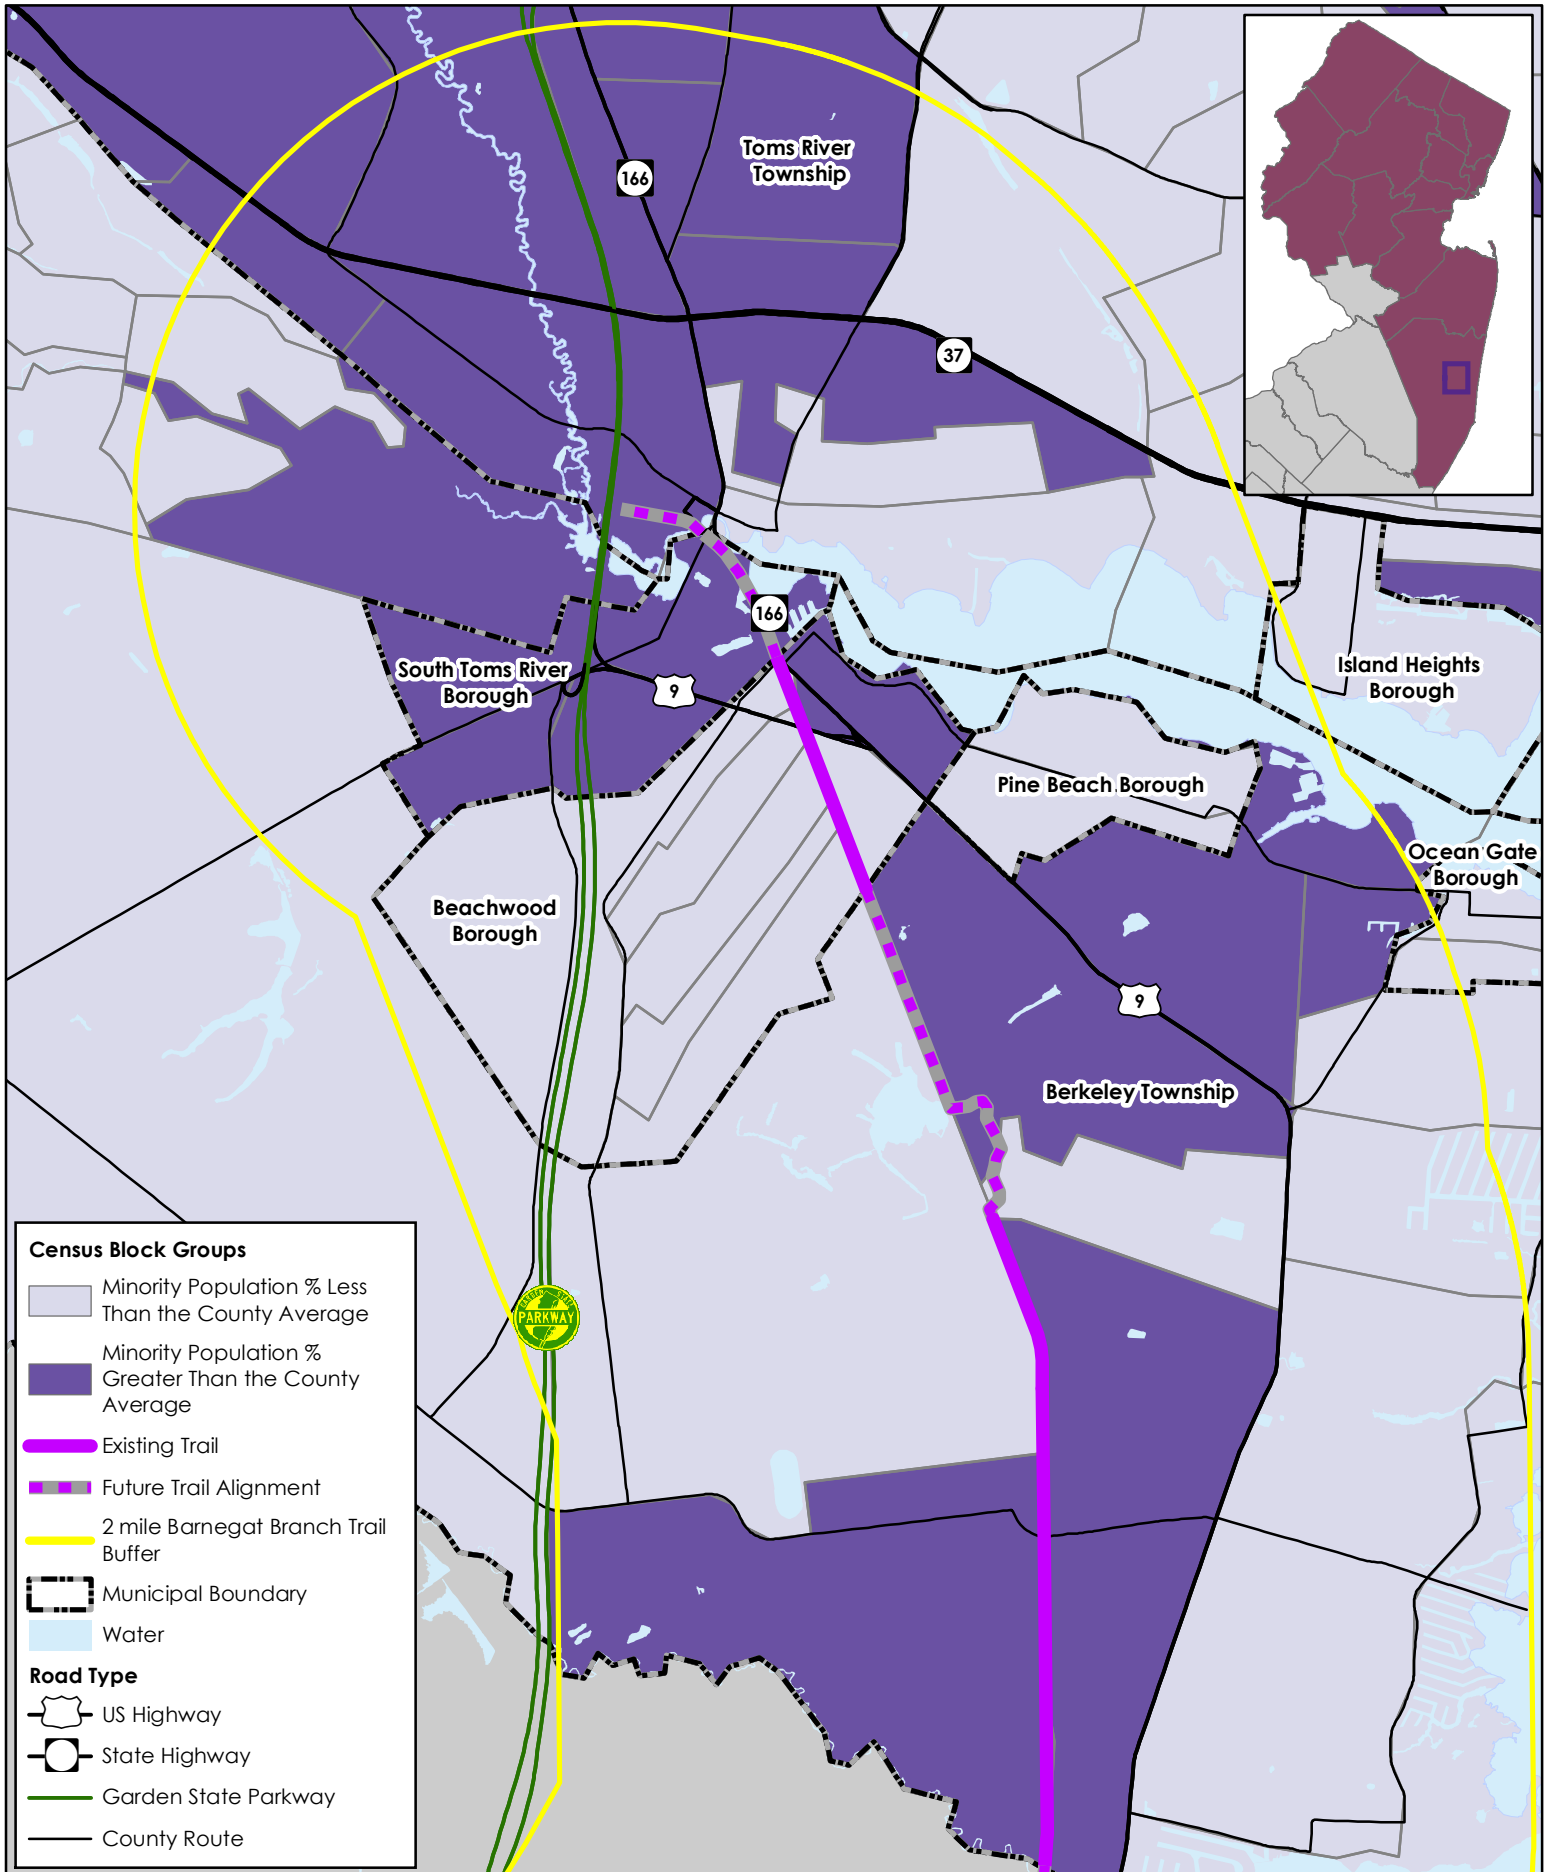 Toms River
Township
166
37
166
South Toms River
Borough
9
Island Heights
Borough
Pine Beach Borough
Ocean Gate
Borough
Beachwood
Borough
9
Berkeley Township
PARKWAY
Census Block Groups
Minority Population % Less
Than the County Average
Minority Population %
Greater Than the County
Average
Existing Trail
Future Trail Alignment
2 mile Barnegat Branch Trail
Buffer
Municipal Boundary
Water
Road Type
US Highway
State Highway
Garden State Parkway
County Route